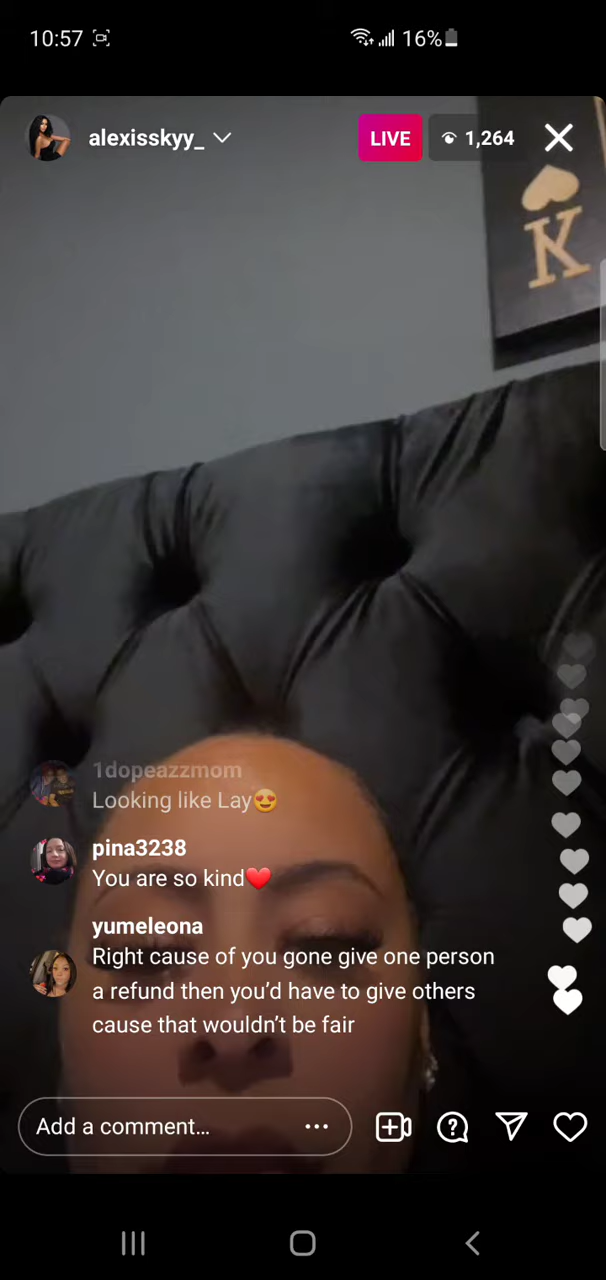 10:57
16%
alexisskyy_
LIVE
1,264
K
1dopeazzmom
Looking like Lay😍
pina3238
You are so kind❤️
yumeleona
Right cause of you gone give one person
a refund then you’d have to give others
cause that wouldn’t be fair
Add a comment...